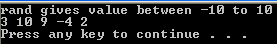 rand gives value between -10 to 10
3 10 9 -4 2
Press any key to continue . . .